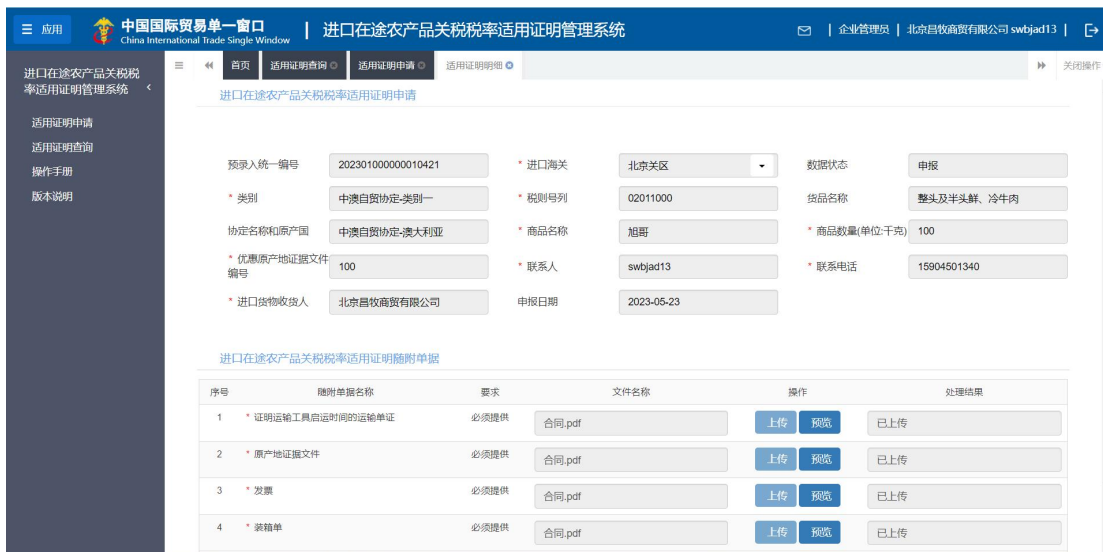 应用
中国国际贸易单一窗口 | 进口在途农产品关税税率适用证明管理系统
China International Trade Single Window
| 企业管理员 | 北京昌牧商贸有限公司 swbjad13 |
进口在途农产品关税税
率适用证明管理系统
适用证明申请
适用证明查询
操作手册
版本说明
首页 适用证明查询 适用证明申请 适用证明明细 关闭操作
进口在途农产品关税税率适用证明申请
预录入统一编号 202301000000010421 * 进口海关 北京关区 数据状态 申报
* 类别 中澳自贸协定-类别一 * 税则号列 02011000 货品名称 整头及半头鲜、冷牛肉
协定名称和原产国 中澳自贸协定-澳大利亚 * 商品名称 旭哥 * 商品数量(单位:千克) 100
* 优惠原产地证据文件
编号 100 * 联系人 swbjad13 * 联系电话 15904501340
* 进口货物收货人 北京昌牧商贸有限公司 申报日期 2023-05-23
进口在途农产品关税税率适用证明随附单据
序号 随附单据名称 要求 文件名称 操作 处理结果
1 * 证明运输工具启运时间的运输单证 必须提供 合同.pdf 上传 预览 已上传
2 * 原产地证据文件 必须提供 合同.pdf 上传 预览 已上传
3 * 发票 必须提供 合同.pdf 上传 预览 已上传
4 * 装箱单 必须提供 合同.pdf 上传 预览 已上传